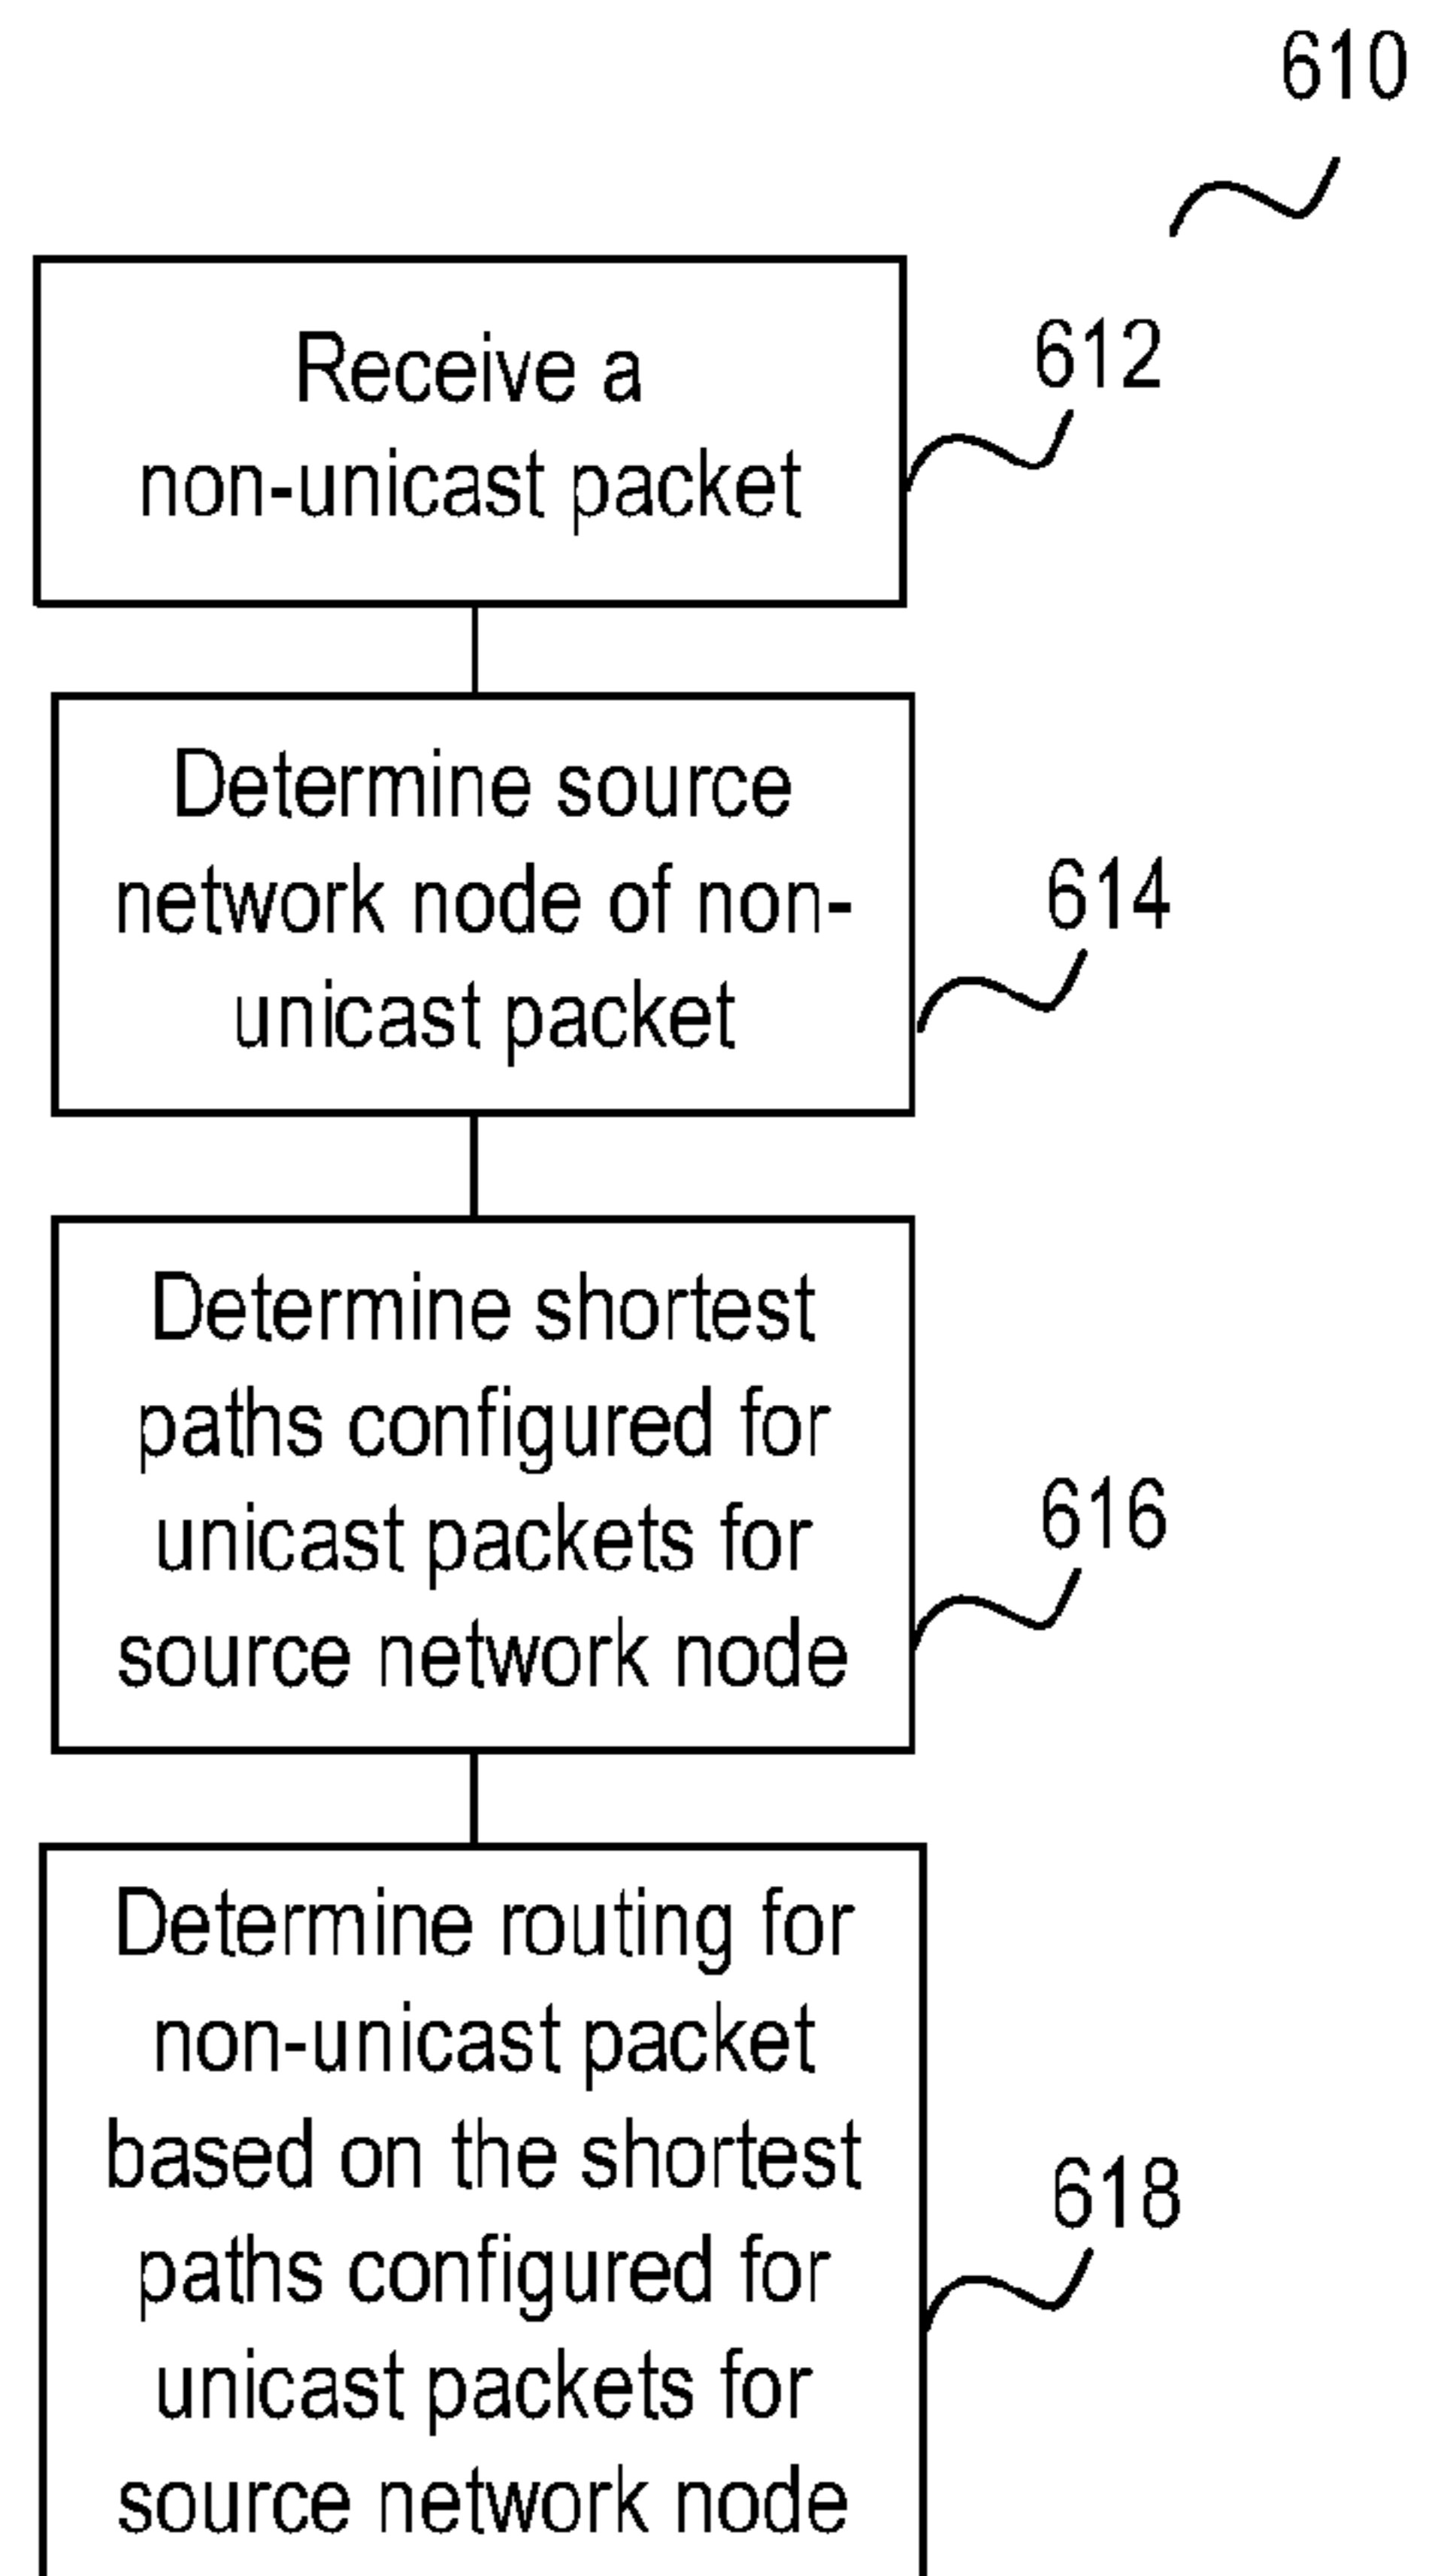 610
Receive a
non-unicast packet
612
Determine source
network node of non-
unicast packet
614
Determine shortest
paths configured for
unicast packets for
source network node
616
Determine routing for
non-unicast packet
based on the shortest
paths configured for
unicast packets for
source network node
618